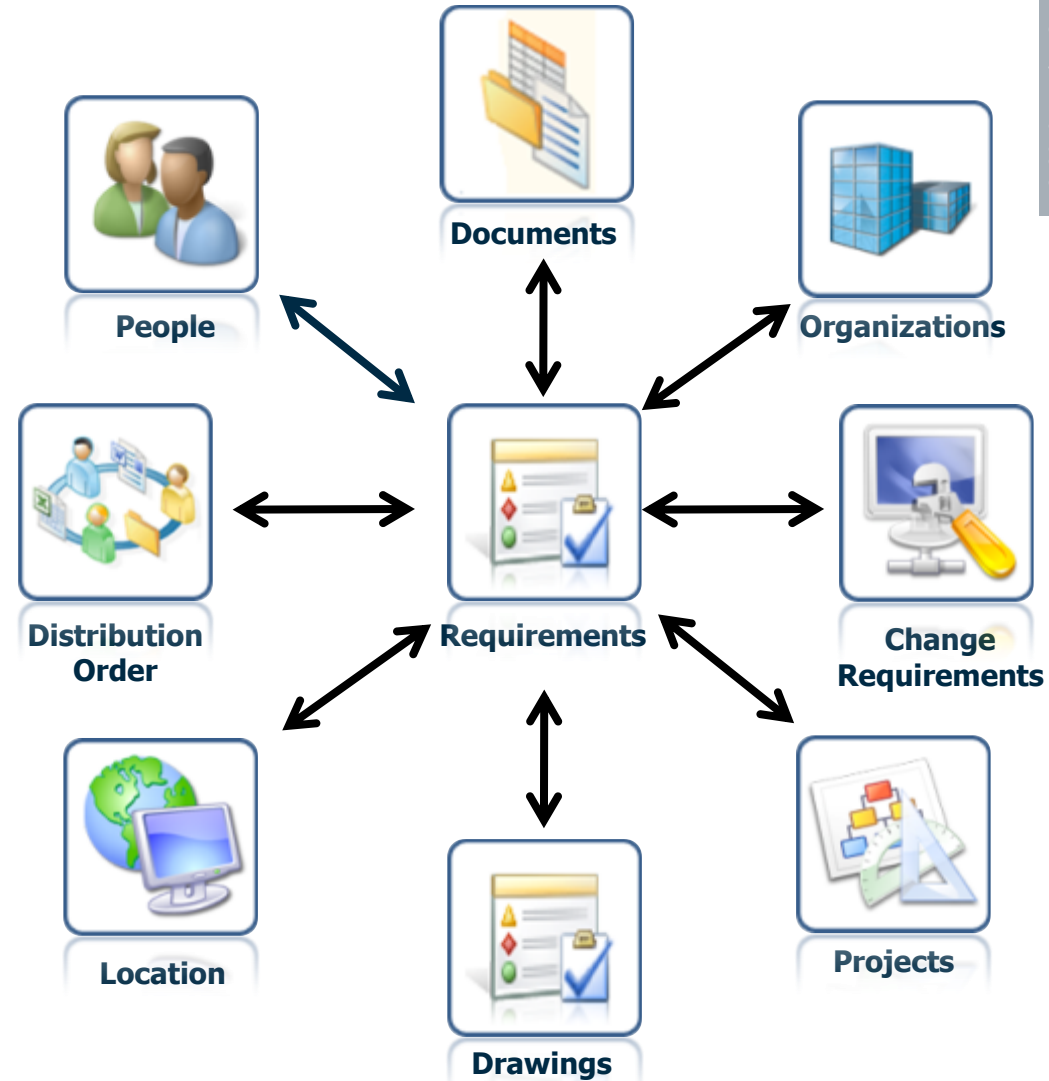 Documents
People
Organizations
Distribution
Order
Requirements
Change
Requirements
Location
Projects
Drawings